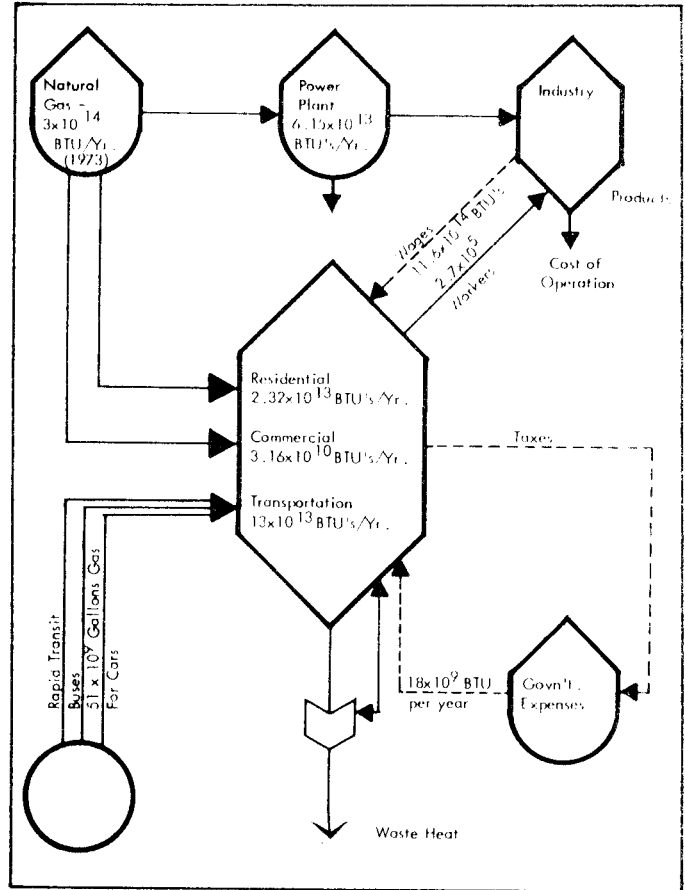 Natural
Gas -
3x10^14
BTU/Yr.
(1973)
Power
Plant
6.15x10^13
BTU's/Yr.
Industry
Products
Cost of
Operation
Wages
11.6x10^14 BTU's
2.7x10^5
Workers
Residential
2.32x10^13 BTU's/Yr.
Commercial
3.16x10^10 BTU's/Yr.
Transportation
13x10^13 BTU's/Yr.
Taxes
Rapid Transit
Buses
51 x 10^9 Gallons Gas
For Cars
18x10^9 BTU
per year
Govn't.
Expenses
Waste Heat